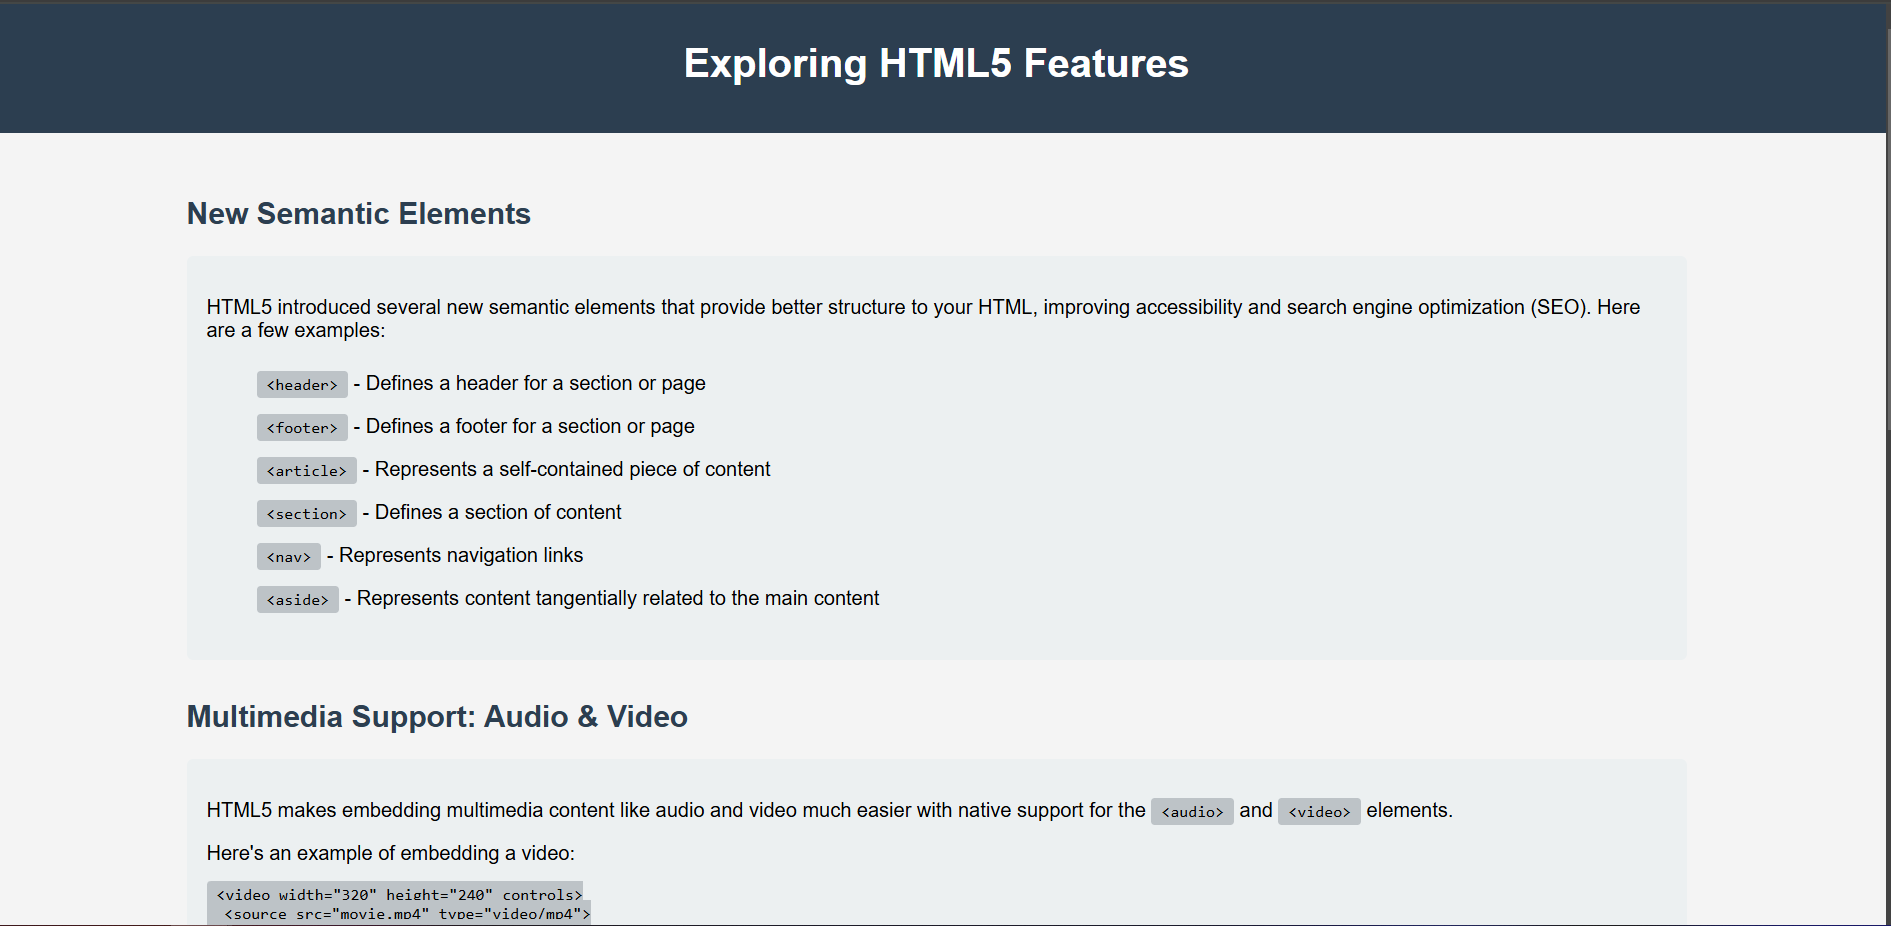 Exploring HTML5 Features
New Semantic Elements
HTML5 introduced several new semantic elements that provide better structure to your HTML, improving accessibility and search engine optimization (SEO). Here
are a few examples:
<header> - Defines a header for a section or page
<footer> - Defines a footer for a section or page
<article> - Represents a self-contained piece of content
<section> - Defines a section of content
<nav> - Represents navigation links
<aside> - Represents content tangentially related to the main content
Multimedia Support: Audio & Video
HTML5 makes embedding multimedia content like audio and video much easier with native support for the <audio> and <video> elements.
Here's an example of embedding a video:
<video width="320" height="240" controls>
<source src="movie.mp4" type="video/mp4">